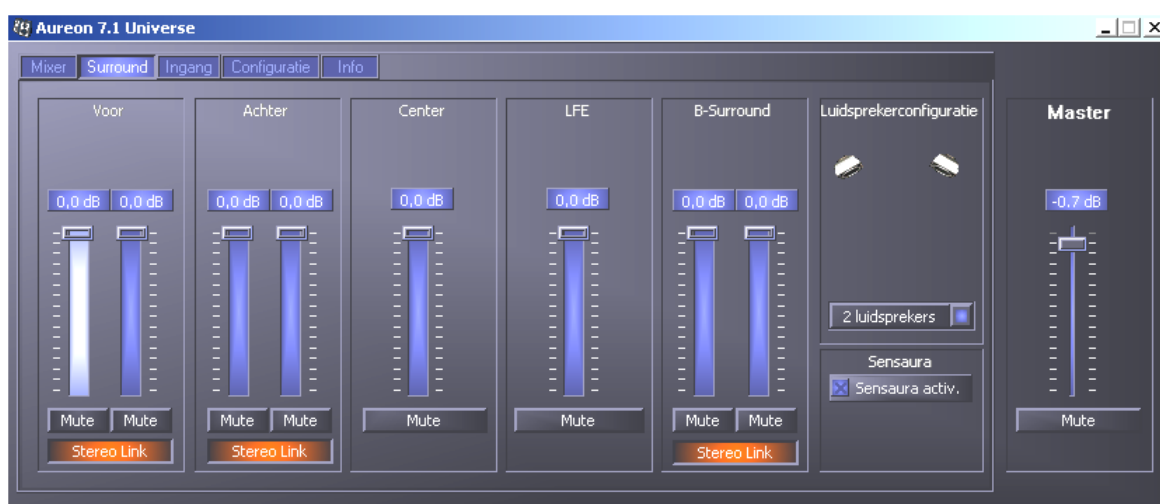 Aureon 7.1 Universe
Mixer Surround Ingang Configuratie Info
Voor Achter Center LFE B-Surround Luidsprekerconfiguratie Master
0,0 dB 0,0 dB 0,0 dB 0,0 dB 0,0 dB 0,0 dB 0,0 dB 0,0 dB -0,7 dB
2 luidsprekers
Sensaura
Sensaura activ.
Mute Mute Mute Mute Mute Mute Mute Mute Mute
Stereo Link Stereo Link Stereo Link